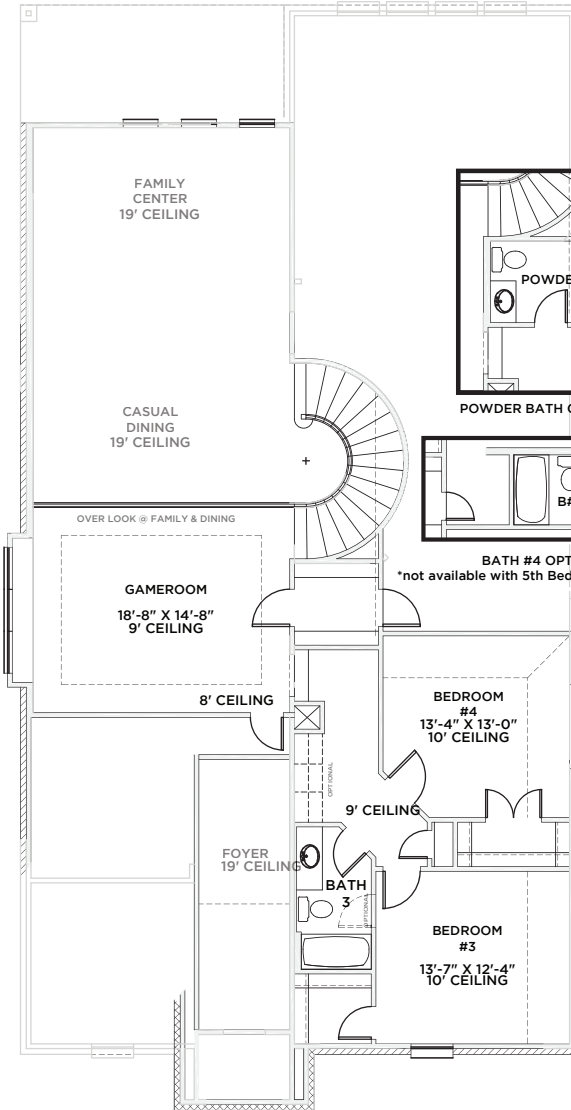 FAMILY
CENTER
19' CEILING
POWDE
CASUAL
DINING
19' CEILING
POWDER BATH
OVER LOOK @ FAMILY & DINING
B#
BATH #4 OPT
*not available with 5th Bed
GAMEROOM
18'-8" X 14'-8"
9' CEILING
8' CEILING
BEDROOM
#4
13'-4" X 13'-0"
10' CEILING
OPTIONAL
9' CEILING
FOYER
19' CEILING
BATH
3
OPTIONAL
BEDROOM
#3
13'-7" X 12'-4"
10' CEILING